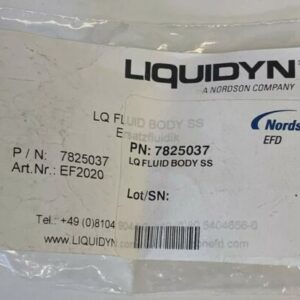 LIQUIDYN
A NORDSON COMPANY
LQ FLUID BODY SS
Ersatzfluidik
P / N: 7825037
Art.Nr.: EF2020
PN: 7825037
LQ FLUID BODY SS
Nords
EFD
Lot/SN:
Tel.: +49 (0)8104
www.LIQUIDYN